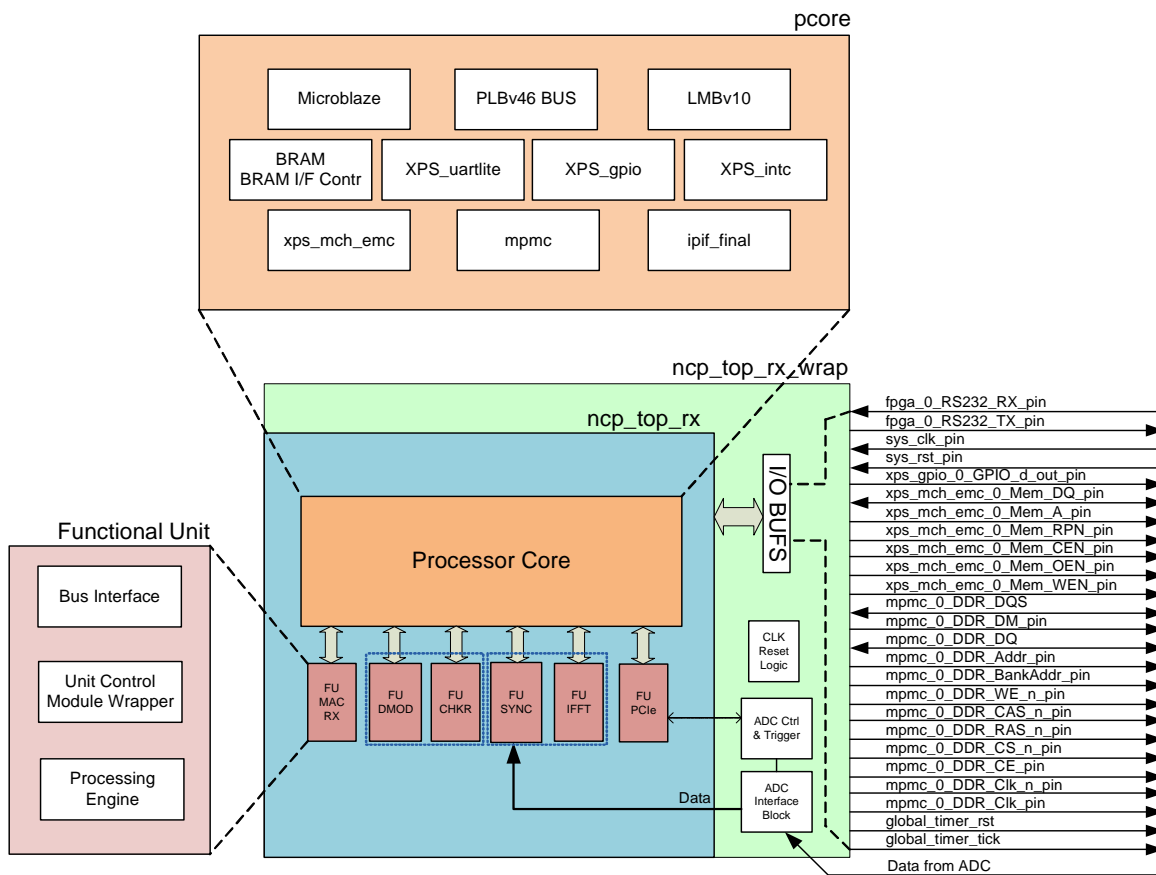 pcore
Microblaze
PLBv46 BUS
LMBv10
BRAM
BRAM I/F Contr
XPS_uartlite
XPS_gpio
XPS_intc
xps_mch_emc
mpmc
ipif_final
ncp_top_rx_wrap
ncp_top_rx
Processor Core
I/O BUFS
Functional Unit
Bus Interface
Unit Control
Module Wrapper
Processing
Engine
FU
MAC
RX
FU
DMOD
FU
CHKR
FU
SYNC
FU
IFFT
FU
PCIe
CLK
Reset
Logic
ADC Ctrl
& Trigger
ADC
Interface
Block
Data
fpga_0_RS232_RX_pin
fpga_0_RS232_TX_pin
sys_clk_pin
sys_rst_pin
xps_gpio_0_GPIO_d_out_pin
xps_mch_emc_0_Mem_DQ_pin
xps_mch_emc_0_Mem_A_pin
xps_mch_emc_0_Mem_RPN_pin
xps_mch_emc_0_Mem_CEN_pin
xps_mch_emc_0_Mem_OEN_pin
xps_mch_emc_0_Mem_WEN_pin
mpmc_0_DDR_DQS
mpmc_0_DDR_DM_pin
mpmc_0_DDR_DQ
mpmc_0_DDR_Addr_pin
mpmc_0_DDR_BankAddr_pin
mpmc_0_DDR_WE_n_pin
mpmc_0_DDR_CAS_n_pin
mpmc_0_DDR_RAS_n_pin
mpmc_0_DDR_CS_n_pin
mpmc_0_DDR_CE_pin
mpmc_0_DDR_Clk_n_pin
mpmc_0_DDR_Clk_pin
global_timer_rst
global_timer_tick
Data from ADC